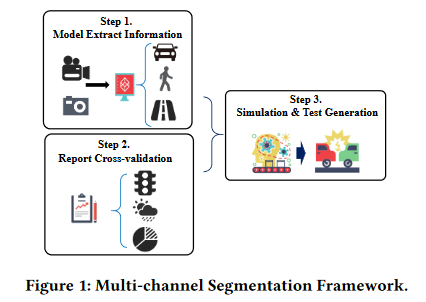 Step 1.
Model Extract Information
Step 2.
Report Cross-validation
Step 3.
Simulation & Test Generation
Figure 1: Multi-channel Segmentation Framework.